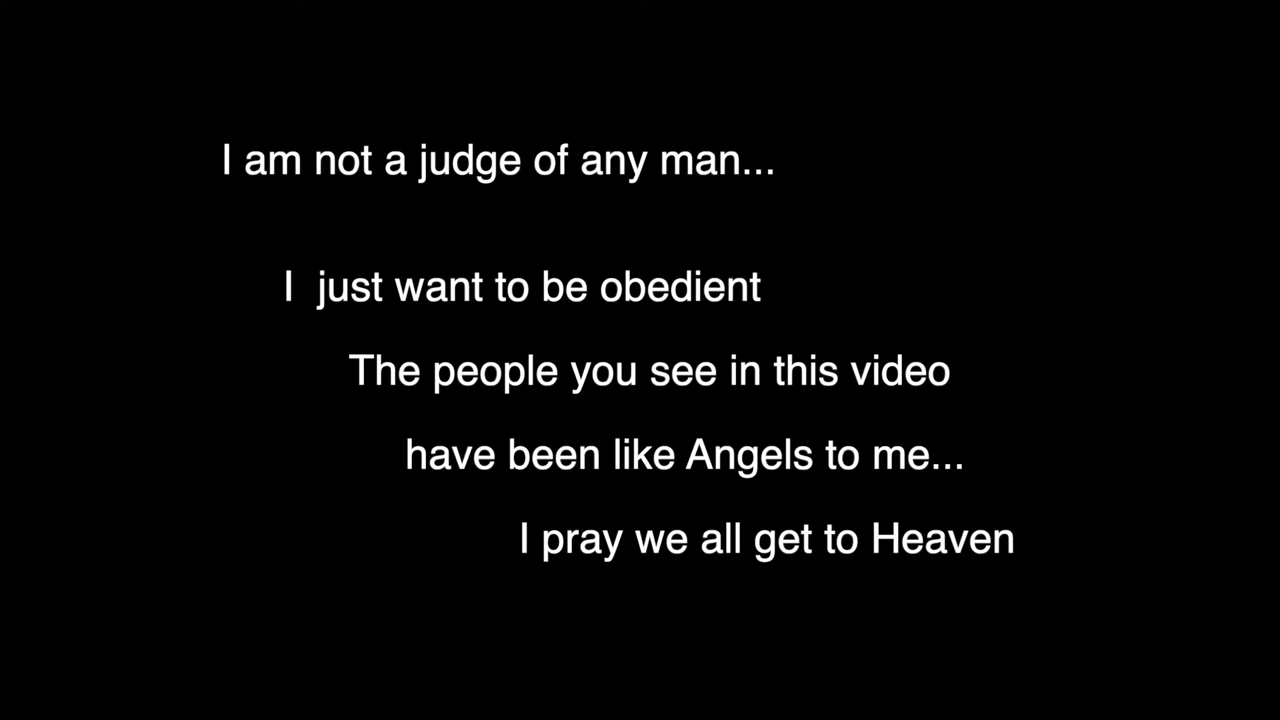 I am not a judge of any man...
I  just want to be obedient
The people you see in this video
have been like Angels to me...
I pray we all get to Heaven